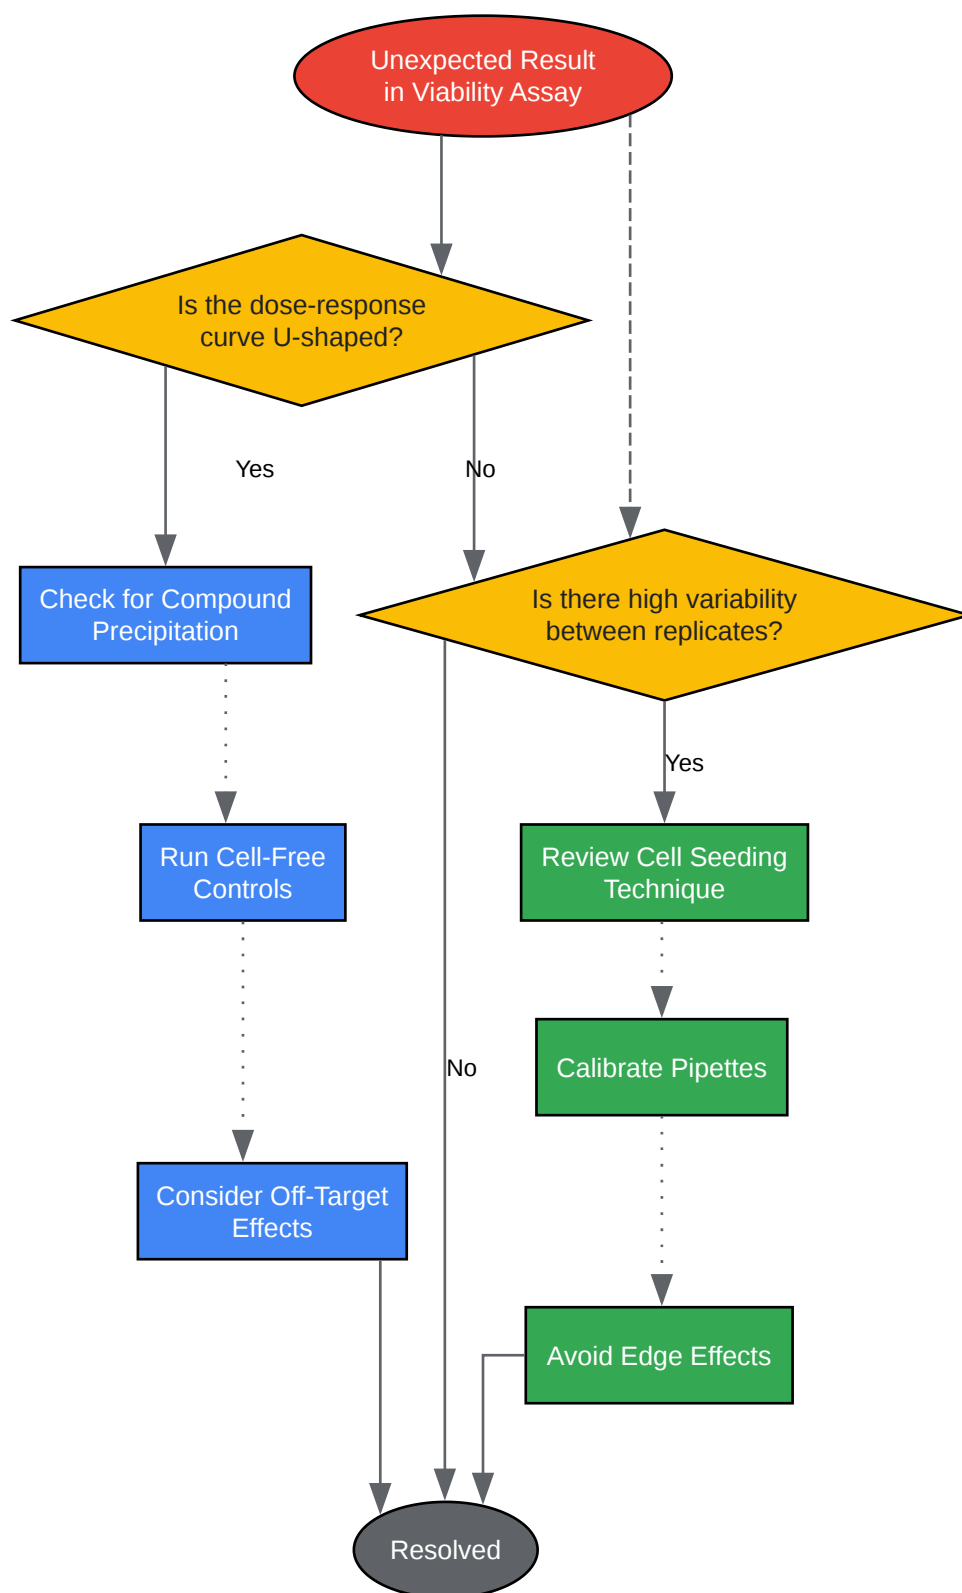 Unexpected Result
in Viability Assay
Is the dose-response
curve U-shaped?
Yes
No
Check for Compound
Precipitation
Is there high variability
between replicates?
Yes
Run Cell-Free
Controls
Review Cell Seeding
Technique
No
Calibrate Pipettes
Consider Off-Target
Effects
Avoid Edge Effects
Resolved